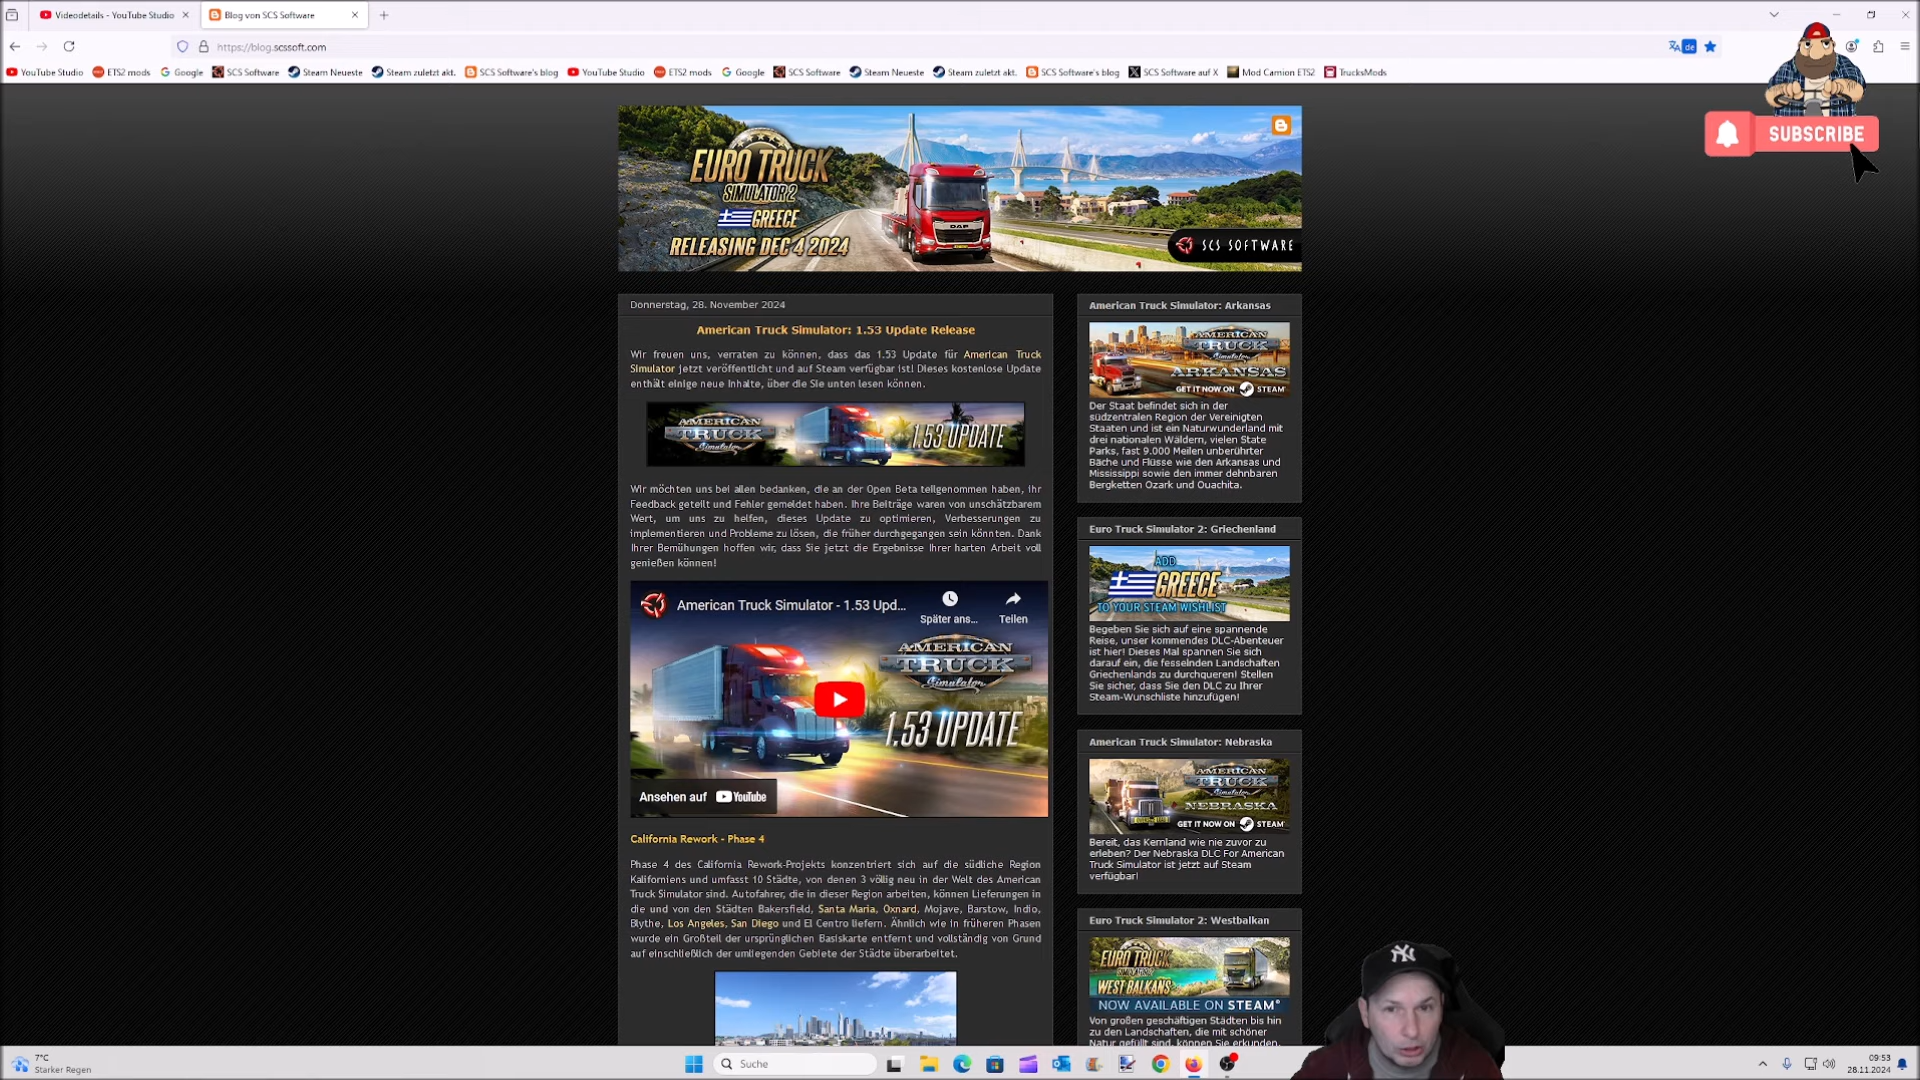 Videodetails - YouTube Studio
Blog von SCS Software
https://blog.scssoft.com
de
YouTube Studio
ETS2 mods
Google
SCS Software
Steam Neueste
Steam zuletzt akt.
SCS Software's blog
YouTube Studio
ETS2 mods
Google
SCS Software
Steam Neueste
Steam zuletzt akt.
SCS Software's blog
SCS Software auf X
Mod Camion ETS2
TrucksMods
SUBSCRIBE
EURO TRUCK
SIMULATOR 2
GREECE
RELEASING DEC 4 2024
DAF
SCS SOFTWARE
Donnerstag, 28. November 2024
American Truck Simulator: 1.53 Update Release
Wir freuen uns, verraten zu können, dass das 1.53 Update für American Truck
Simulator jetzt veröffentlicht und auf Steam verfügbar ist! Dieses kostenlose Update
enthält einige neue Inhalte, über die Sie unten lesen können.
AMERICAN
TRUCK
Simulator
1.53 UPDATE
Wir möchten uns bei allen bedanken, die an der Open Beta teilgenommen haben, ihr
Feedback geteilt und Fehler gemeldet haben. Ihre Beiträge waren von unschätzbarem
Wert, um uns zu helfen, dieses Update zu optimieren, Verbesserungen zu
implementieren und Probleme zu lösen, die früher durchgegangen sein könnten. Dank
Ihrer Bemühungen hoffen wir, dass Sie jetzt die Ergebnisse Ihrer harten Arbeit voll
genießen können!
American Truck Simulator - 1.53 Upd...
Später ans...
Teilen
AMERICAN
TRUCK
Simulator
1.53 UPDATE
Ansehen auf YouTube
California Rework - Phase 4
Phase 4 des California Rework-Projekts konzentriert sich auf die südliche Region
Kaliforniens und umfasst 10 Städte, von denen 3 völlig neu in der Welt des American
Truck Simulator sind. Autofahrer, die in dieser Region arbeiten, können Lieferungen in
die und von den Städten Bakersfield, Santa Maria, Oxnard, Mojave, Barstow, Indio,
Blythe, Los Angeles, San Diego und El Centro liefern. Ähnlich wie in früheren Phasen
wurde ein Großteil der ursprünglichen Basiskarte entfernt und vollständig von Grund
auf einschließlich der umliegenden Gebiete der Städte überarbeitet.
American Truck Simulator: Arkansas
AMERICAN
TRUCK
Simulator
ARKANSAS
GET IT NOW ON STEAM
Der Staat befindet sich in der
südzentralen Region der Vereinigten
Staaten und ist ein Naturwunderland mit
drei nationalen Wäldern, vielen State
Parks, fast 9.000 Meilen unberührter
Bäche und Flüsse wie den Arkansas und
Mississippi sowie den immer dehnbaren
Bergketten Ozark und Ouachita.
Euro Truck Simulator 2: Griechenland
ADD
GREECE
TO YOUR STEAM WISHLIST
Begeben Sie sich auf eine spannende
Reise, unser kommendes DLC-Abenteuer
ist hier! Dieses Mal spannen Sie sich
darauf ein, die fesselnden Landschaften
Griechenlands zu durchqueren! Stellen
Sie sicher, dass Sie den DLC zu Ihrer
Steam-Wunschliste hinzufügen!
American Truck Simulator: Nebraska
AMERICAN
TRUCK
Simulator
NEBRASKA
GET IT NOW ON STEAM
Bereit, das Kernland wie nie zuvor zu
erleben? Der Nebraska DLC For American
Truck Simulator ist jetzt auf Steam
verfügbar!
Euro Truck Simulator 2: Westbalkan
EURO TRUCK
SIMULATOR 2
WEST BALKANS
NOW AVAILABLE ON STEAM
Von großen geschäftigen Städten bis hin
zu den Landschaften, die mit schöner
Natur gefüllt sind, können Sie erkunden,
NY
7°C
Starker Regen
Suche
09:53
28.11.2024